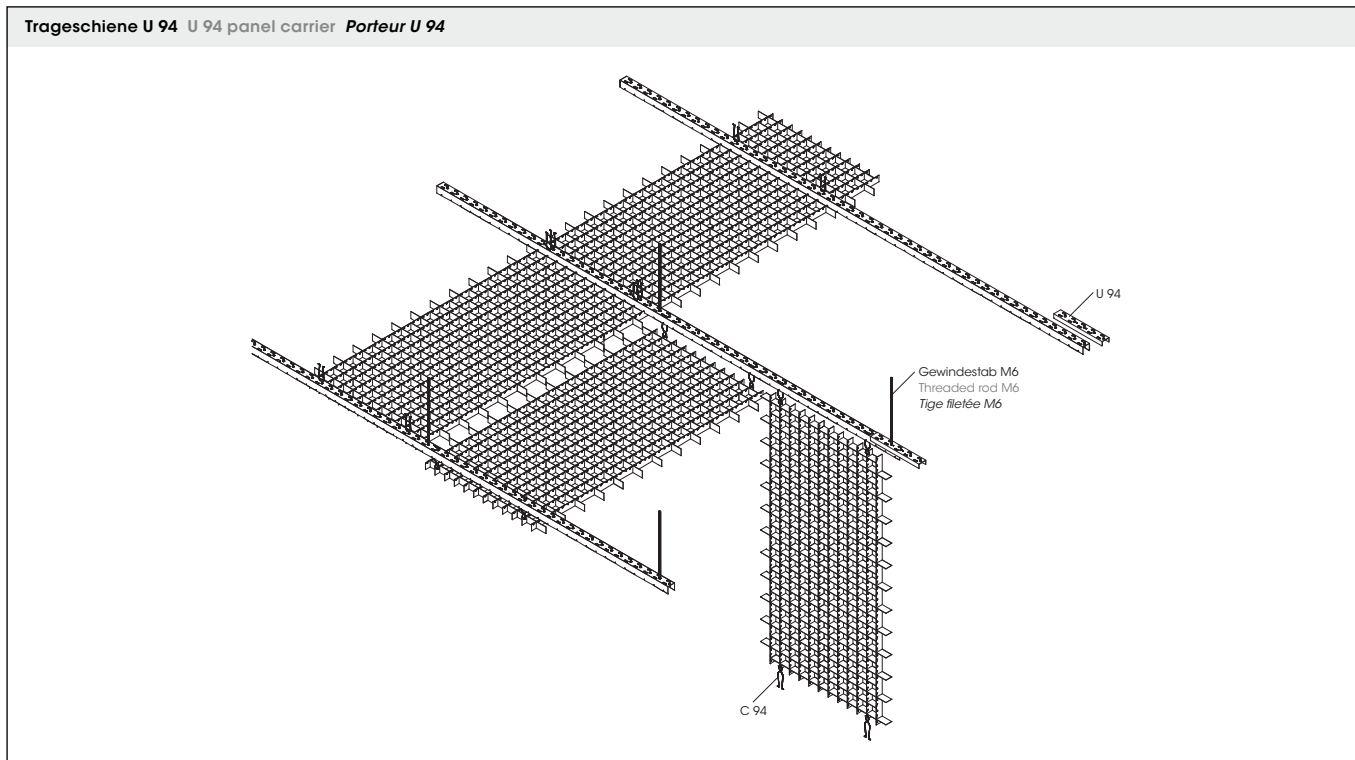 Trageschiene U 94 U 94 panel carrier Porteur U 94
U 94
Gewindestab M6
Threaded rod M6
Tige filetée M6
C 94